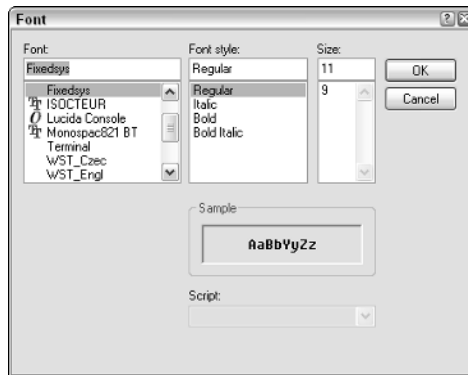 Font
Font:
Fixedsys
Fixedsys
ISOCTEUR
Lucida Console
Monospac821 BT
Terminal
WST_Czec
WST_Engl
Font style:
Regular
Regular
Italic
Bold
Bold Italic
Size:
11
9
OK
Cancel
Sample
AaBbYyZz
Script: